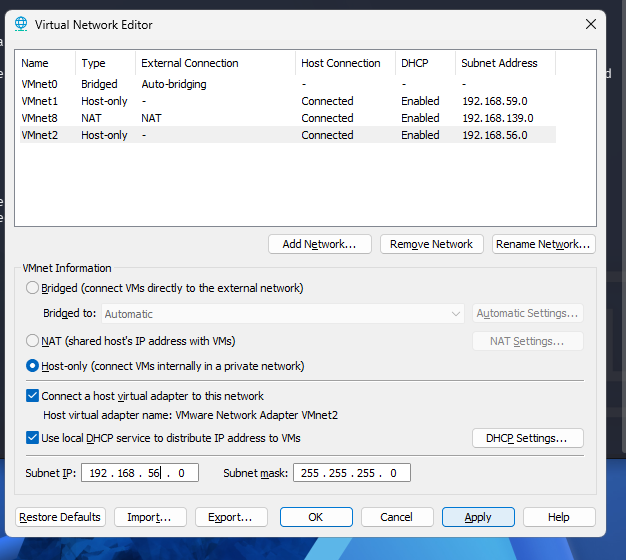 Virtual Network Editor
Name Type External Connection Host Connection DHCP Subnet Address
VMnet0 Bridged Auto-bridging - - -
VMnet1 Host-only - Connected Enabled 192.168.59.0
VMnet8 NAT NAT Connected Enabled 192.168.139.0
VMnet2 Host-only - Connected Enabled 192.168.56.0
Add Network... Remove Network Rename Network...
VMnet Information
Bridged (connect VMs directly to the external network)
Bridged to: Automatic Automatic Settings...
NAT (shared host's IP address with VMs) NAT Settings...
Host-only (connect VMs internally in a private network)
Connect a host virtual adapter to this network
Host virtual adapter name: VMware Network Adapter VMnet2
Use local DHCP service to distribute IP address to VMs DHCP Settings...
Subnet IP: 192 . 168 . 56 . 0 Subnet mask: 255 . 255 . 255 . 0
Restore Defaults Import... Export... OK Cancel Apply Help